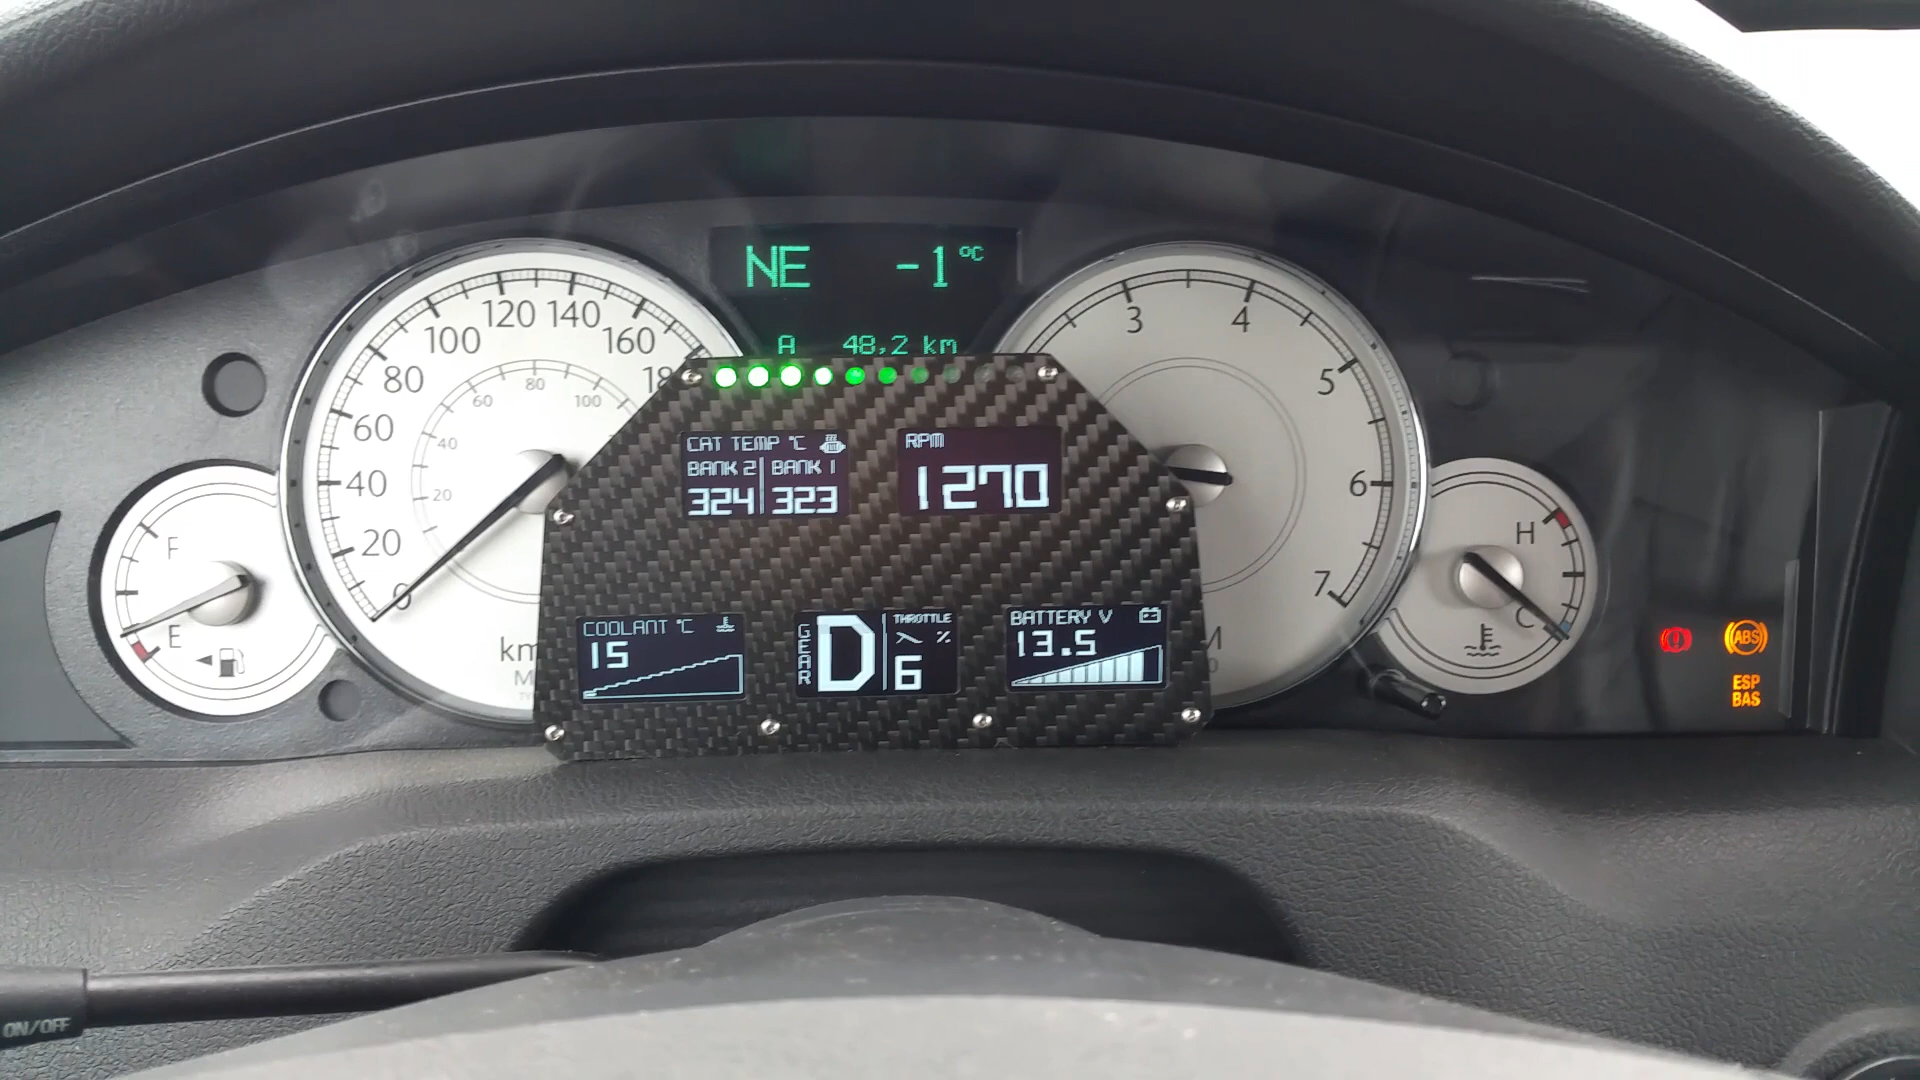 NE -1°C
A 48,2 km
0 20 40 60 80 100 120 140 160 18
20 40 60 80 100
km
3 4 5 6 7
F
E
H
C
CAT TEMP °C
BANK 2 BANK 1
324 323
RPM
1270
COOLANT °C
15
GEAR
D
THROTTLE
%
6
BATTERY V
13.5
ABS
ESP
BAS
ON/OFF